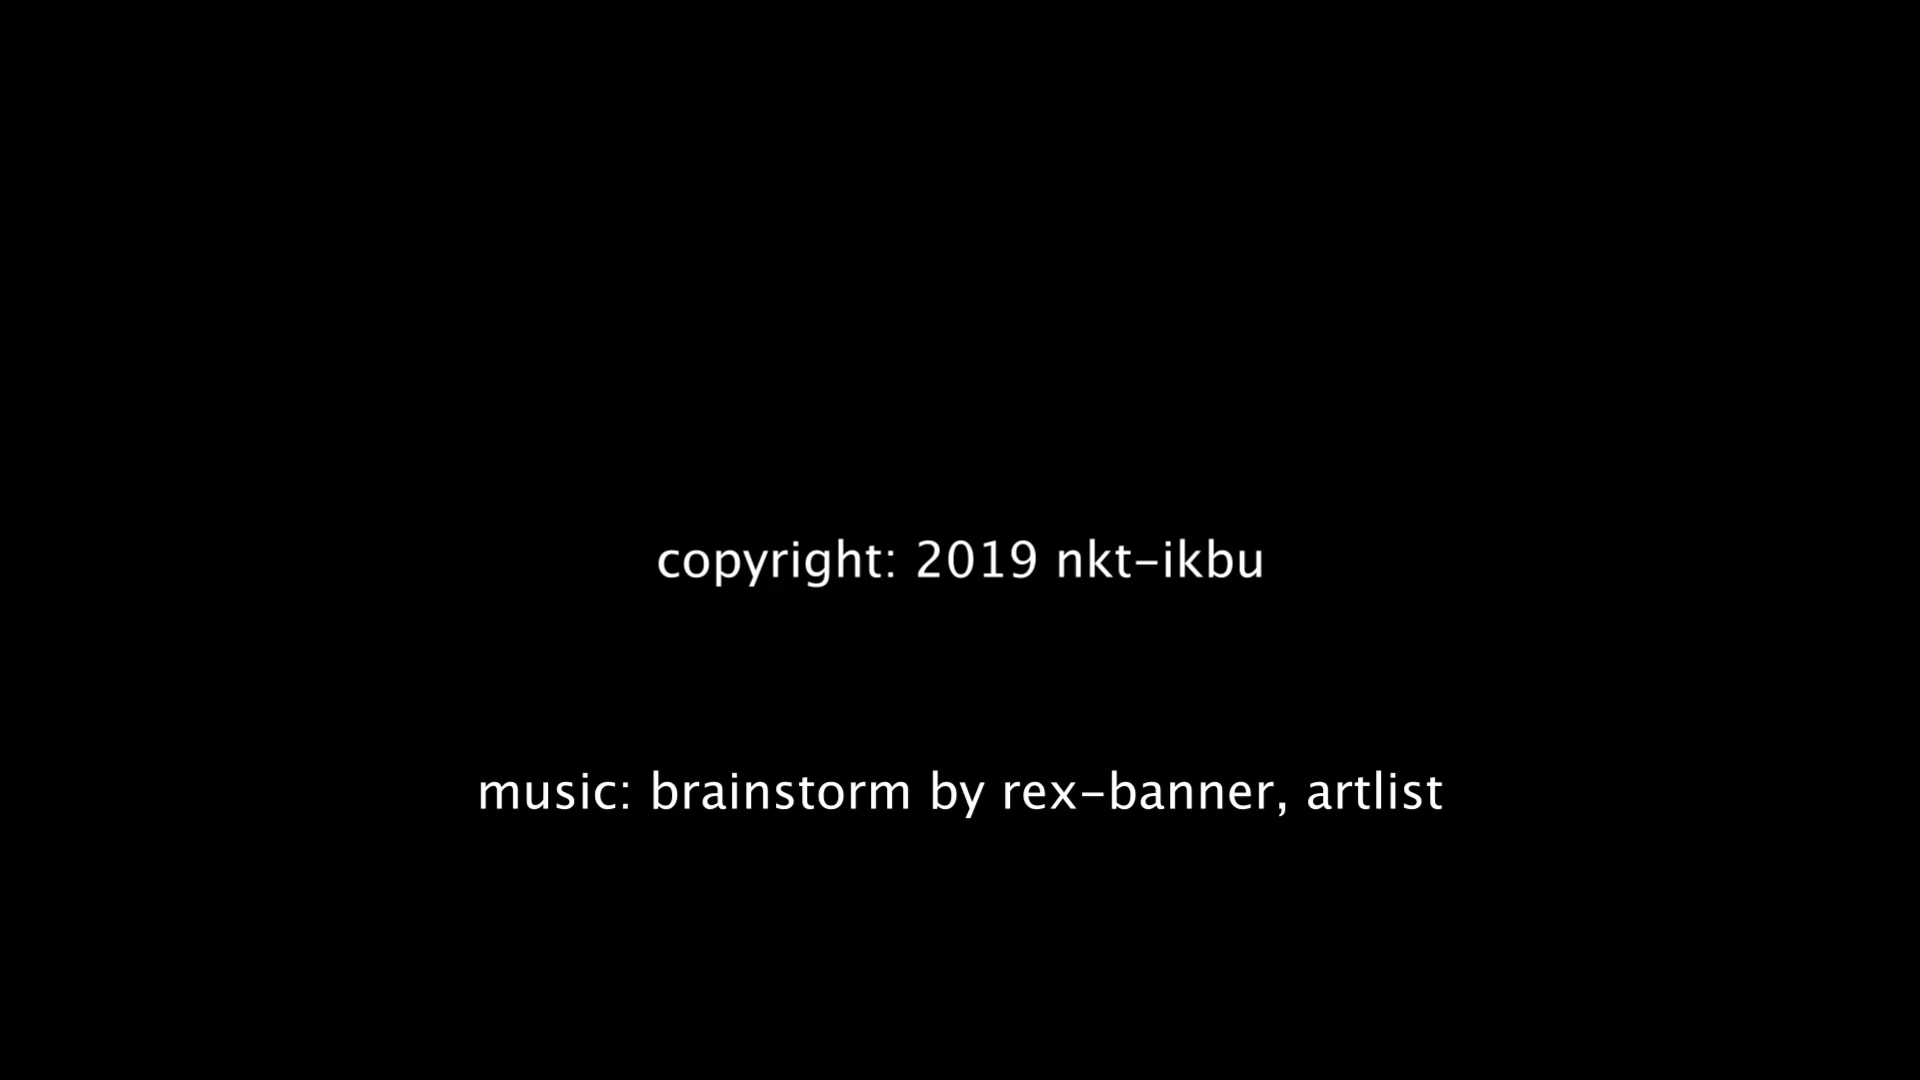 copyright: 2019 nkt-ikbu
music: brainstorm by rex-banner, artlist